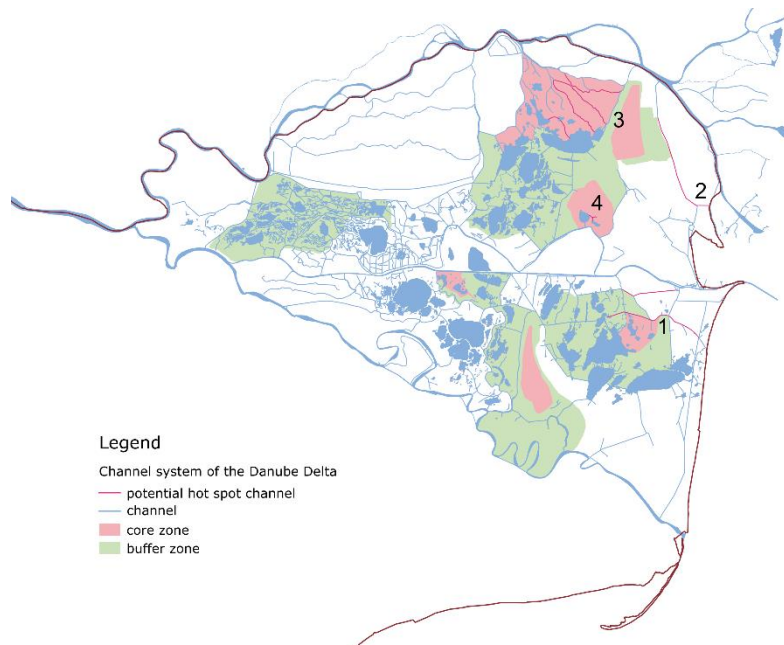 3
2
4
1
Legend
Channel system of the Danube Delta
potential hot spot channel
channel
core zone
buffer zone